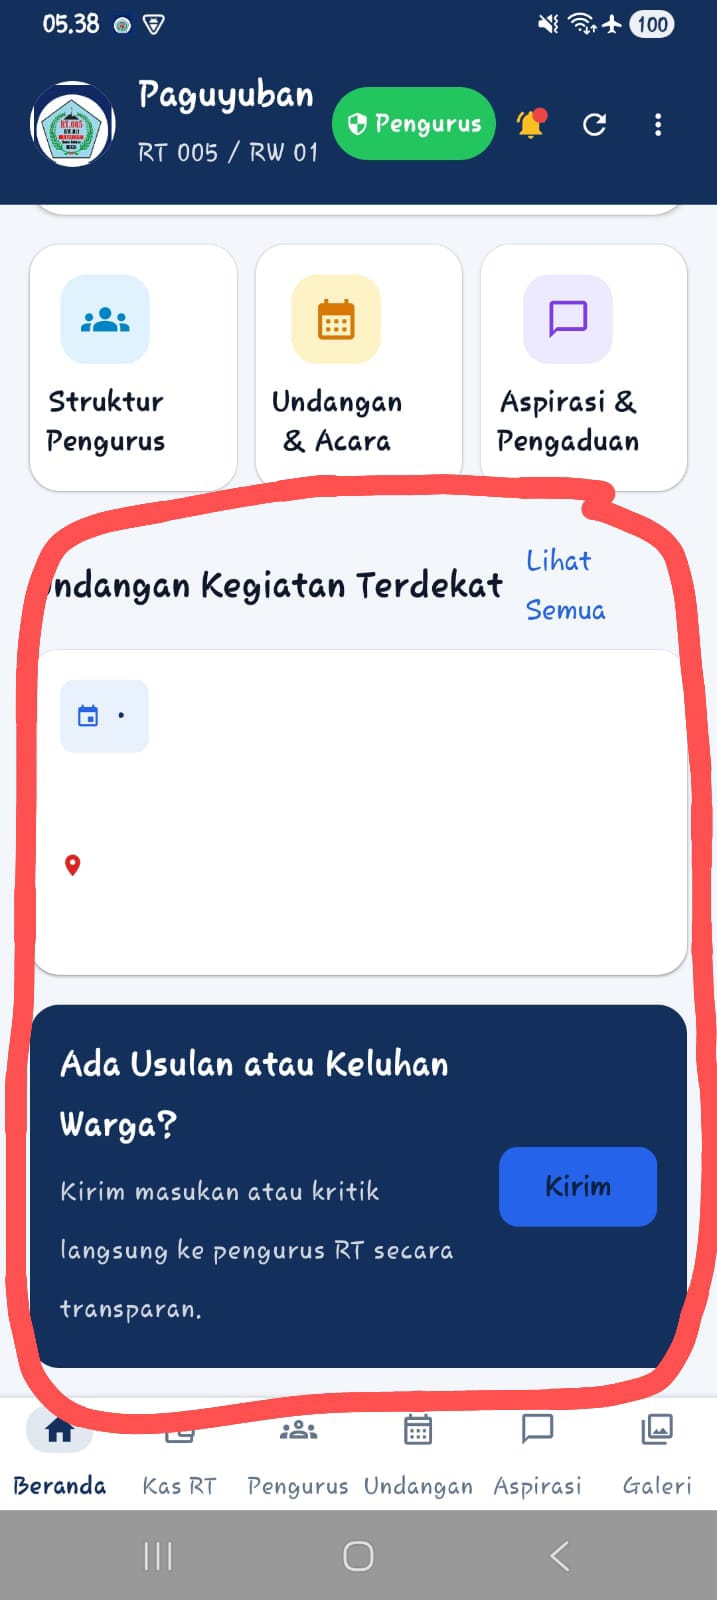 05.38
100
Paguyuban
RT 005 / RW 01
Pengurus
RT.005
Struktur
Pengurus
Undangan
& Acara
Aspirasi &
Pengaduan
ndangan Kegiatan Terdekat
Lihat
Semua
Ada Usulan atau Keluhan
Warga?
Kirim masukan atau kritik
langsung ke pengurus RT secara
transparan.
Kirim
Beranda
Kas RT
Pengurus
Undangan
Aspirasi
Galeri